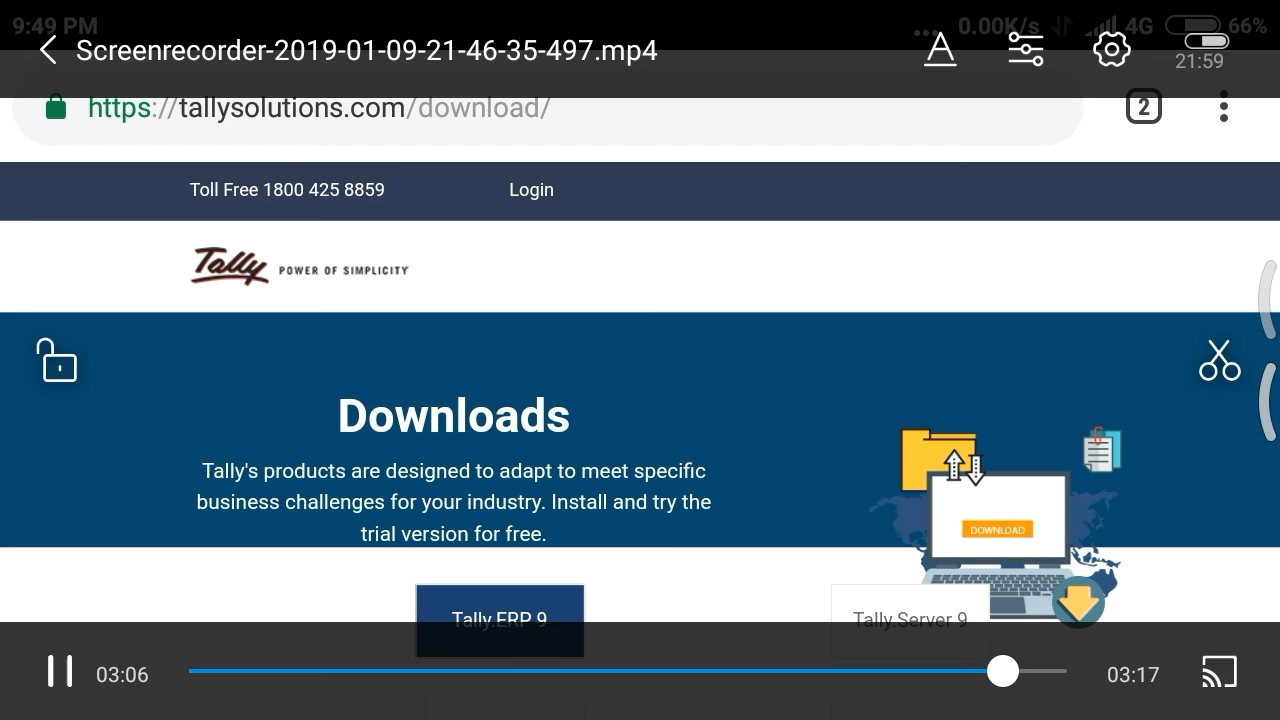 9:49 PM
... 0.00K/s 4G 66%
Screenrecorder-2019-01-09-21-46-35-497.mp4
A
21:59
https://tallysolutions.com/download/
2
Toll Free 1800 425 8859 Login
Tally POWER OF SIMPLICITY
Downloads
Tally's products are designed to adapt to meet specific
business challenges for your industry. Install and try the
trial version for free.
DOWNLOAD
Tally.ERP 9 Tally.Server 9
03:06 03:17